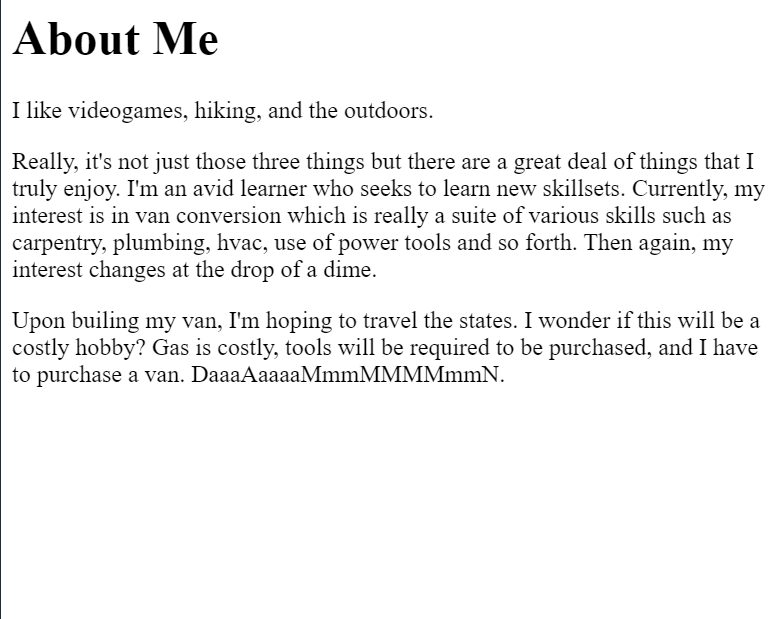 About Me
I like videogames, hiking, and the outdoors.
Really, it's not just those three things but there are a great deal of things that I
truly enjoy. I'm an avid learner who seeks to learn new skillsets. Currently, my
interest is in van conversion which is really a suite of various skills such as
carpentry, plumbing, hvac, use of power tools and so forth. Then again, my
interest changes at the drop of a dime.
Upon builing my van, I'm hoping to travel the states. I wonder if this will be a
costly hobby? Gas is costly, tools will be required to be purchased, and I have
to purchase a van. DaaaAaaaaMmmMMMMmmN.